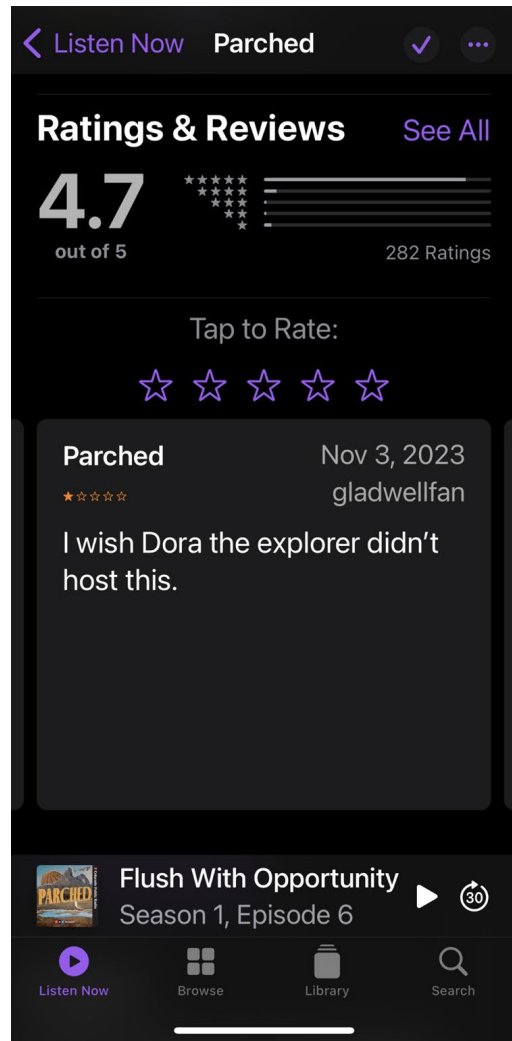 Listen Now
Parched
Ratings & Reviews
See All
4.7
out of 5
282 Ratings
Tap to Rate:
Parched
Nov 3, 2023
gladwellfan
I wish Dora the explorer didn’t
host this.
PARCHED
Flush With Opportunity
Season 1, Episode 6
30
Listen Now
Browse
Library
Search